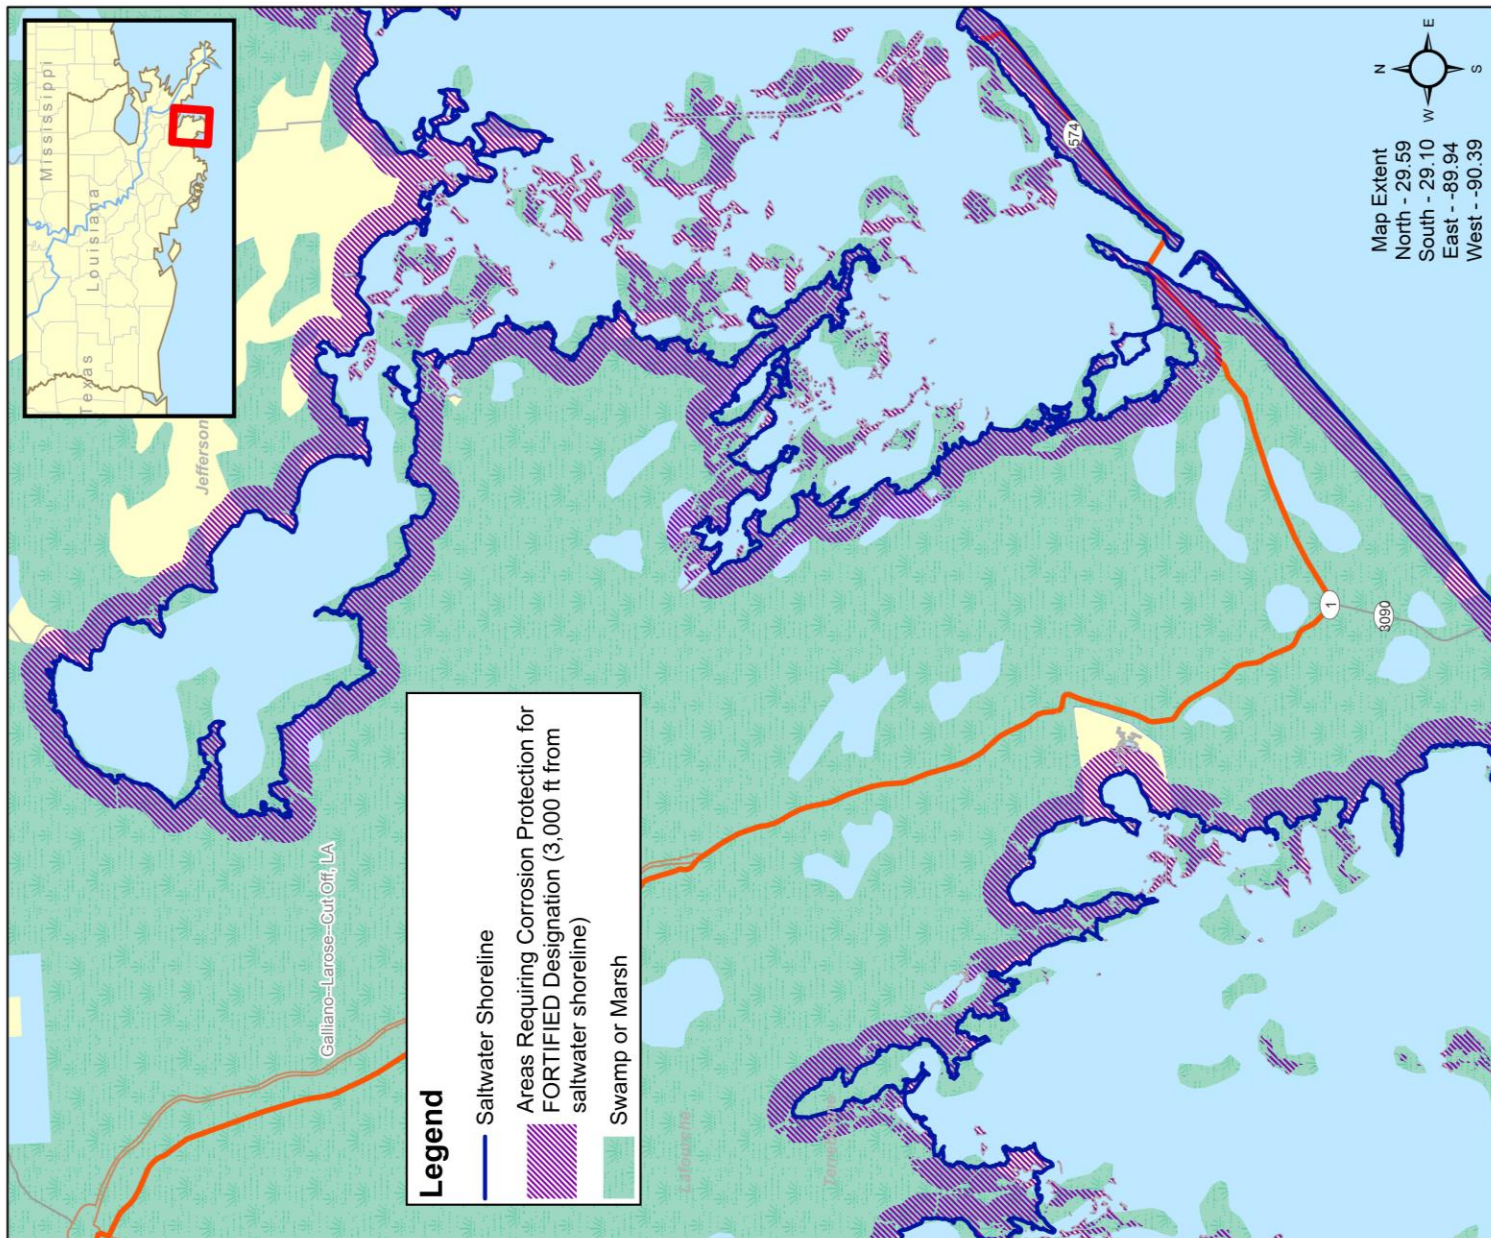 Mississippi
Louisiana
Texas
Jefferson
574
N
E
S
W
Map Extent
North - 29.59
South - 29.10
East - -89.94
West - -90.39
1
3090
Galliano--Larose--Cut Off, LA
Legend
Saltwater Shoreline
Areas Requiring Corrosion Protection for
FORTIFIED Designation (3,000 ft from
saltwater shoreline)
Swamp or Marsh
Lafourche